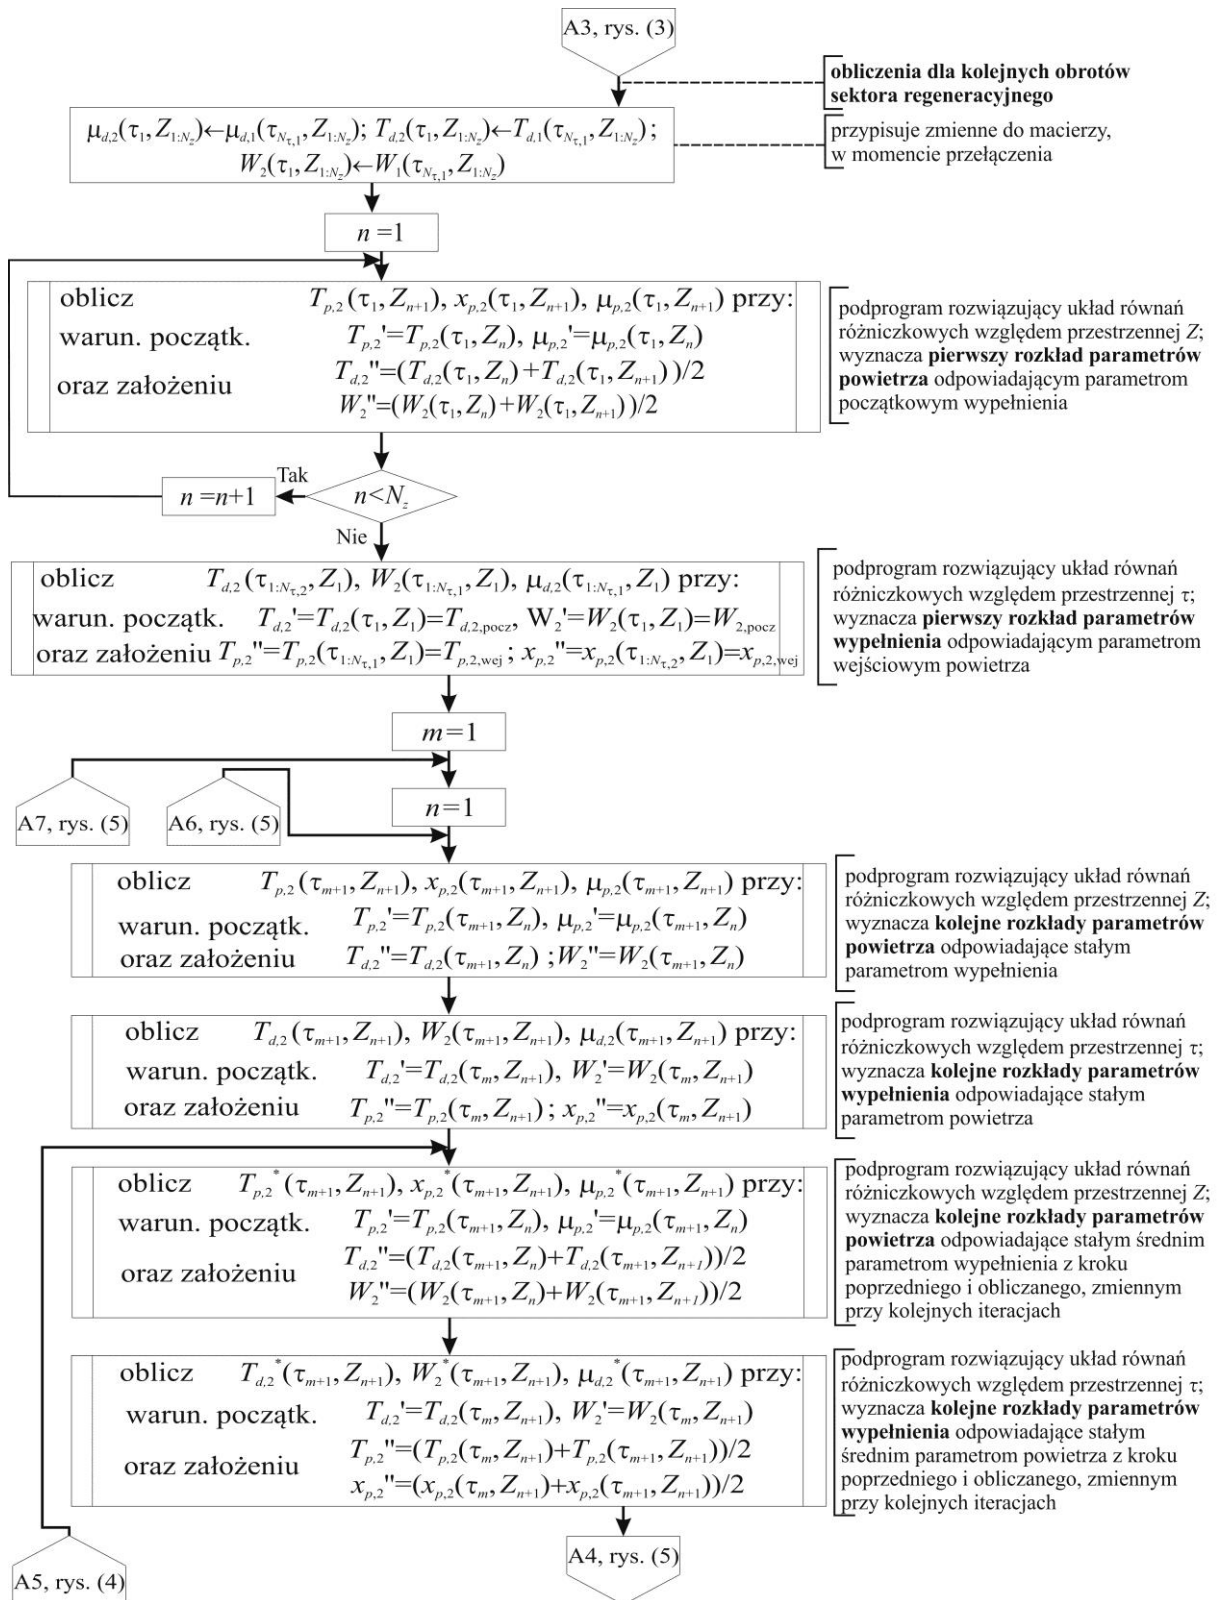 A3, rys. (3)
obliczenia dla kolejnych obrotów
sektora regeneracyjnego
μd,2(τ1, Z1:Nz)←μd,1(τNτ,1, Z1:Nz); Td,2(τ1, Z1:Nz)←Td,1(τNτ,1, Z1:Nz);
W2(τ1, Z1:Nz)←W1(τNτ,1, Z1:Nz)
przypisuje zmienne do macierzy,
w momencie przełączenia
n=1
oblicz Tp,2(τ1, Zn+1), xp,2(τ1, Zn+1), μp,2(τ1, Zn+1) przy:
warun. początk. Tp,2'=Tp,2(τ1, Zn), μp,2'=μp,2(τ1, Zn)
oraz założeniu Td,2"=(Td,2(τ1, Zn)+Td,2(τ1, Zn+1))/2
W2"=(W2(τ1, Zn)+W2(τ1, Zn+1))/2
podprogram rozwiązujący układ równań
różniczkowych względem przestrzennej Z;
wyznacza pierwszy rozkład parametrów
powietrza odpowiadającym parametrom
początkowym wypełnienia
Tak
n=n+1
n<Nz
Nie
oblicz Td,2(τ1:Nτ,2, Z1), W2(τ1:Nτ,1, Z1), μd,2(τ1:Nτ,1, Z1) przy:
warun. początk. Td,2'=Td,2(τ1, Z1)=Td,2,pocz, W2'=W2(τ1, Z1)=W2,pocz
oraz założeniu Tp,2"=Tp,2(τ1:Nτ,1, Z1)=Tp,2,wej; xp,2"=xp,2(τ1:Nτ,2, Z1)=xp,2,wej
podprogram rozwiązujący układ równań
różniczkowych względem przestrzennej τ;
wyznacza pierwszy rozkład parametrów
wypełnienia odpowiadającym parametrom
wejściowym powietrza
m=1
A7, rys. (5)
A6, rys. (5)
n=1
oblicz Tp,2(τm+1, Zn+1), xp,2(τm+1, Zn+1), μp,2(τm+1, Zn+1) przy:
warun. początk. Tp,2'=Tp,2(τm+1, Zn), μp,2'=μp,2(τm+1, Zn)
oraz założeniu Td,2"=Td,2(τm+1, Zn) ;W2"=W2(τm+1, Zn)
podprogram rozwiązujący układ równań
różniczkowych względem przestrzennej Z;
wyznacza kolejne rozkłady parametrów
powietrza odpowiadające stałym
parametrom wypełnienia
oblicz Td,2(τm+1, Zn+1), W2(τm+1, Zn+1), μd,2(τm+1, Zn+1) przy:
warun. początk. Td,2'=Td,2(τm, Zn+1), W2'=W2(τm, Zn+1)
oraz założeniu Tp,2"=Tp,2(τm, Zn+1); xp,2"=xp,2(τm, Zn+1)
podprogram rozwiązujący układ równań
różniczkowych względem przestrzennej τ;
wyznacza kolejne rozkłady parametrów
wypełnienia odpowiadające stałym
parametrom powietrza
oblicz Tp,2*(τm+1, Zn+1), xp,2*(τm+1, Zn+1), μp,2*(τm+1, Zn+1) przy:
warun. początk. Tp,2'=Tp,2(τm+1, Zn), μp,2'=μp,2(τm+1, Zn)
oraz założeniu Td,2"=(Td,2(τm+1, Zn)+Td,2(τm+1, Zn+1))/2
W2"=(W2(τm+1, Zn)+W2(τm+1, Zn+1))/2
podprogram rozwiązujący układ równań
różniczkowych względem przestrzennej Z;
wyznacza kolejne rozkłady parametrów
powietrza odpowiadające stałym średnim
parametrom wypełnienia z kroku
poprzedniego i obliczanego, zmiennym
przy kolejnych iteracjach
oblicz Td,2*(τm+1, Zn+1), W2*(τm+1, Zn+1), μd,2*(τm+1, Zn+1) przy:
warun. początk. Td,2'=Td,2(τm, Zn+1), W2'=W2(τm, Zn+1)
oraz założeniu Tp,2"=(Tp,2(τm, Zn+1)+Tp,2(τm+1, Zn+1))/2
xp,2"=(xp,2(τm, Zn+1)+xp,2(τm+1, Zn+1))/2
podprogram rozwiązujący układ równań
różniczkowych względem przestrzennej τ;
wyznacza kolejne rozkłady parametrów
wypełnienia odpowiadające stałym
średnim parametrom powietrza z kroku
poprzedniego i obliczanego, zmiennym
przy kolejnych iteracjach
A5, rys. (4)
A4, rys. (5)